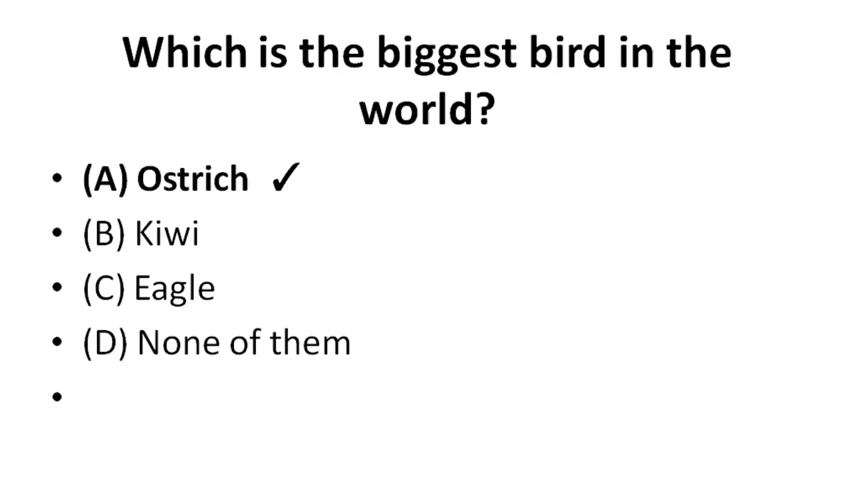 Which is the biggest bird in the
world?
• (A) Ostrich ✓
• (B) Kiwi
• (C) Eagle
• (D) None of them
•